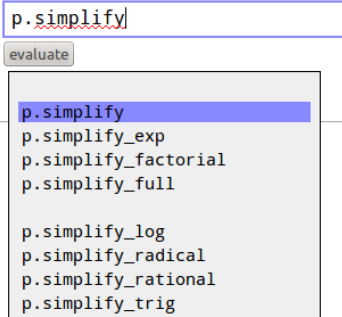 p.simplify
evaluate
p.simplify
p.simplify_exp
p.simplify_factorial
p.simplify_full
p.simplify_log
p.simplify_radical
p.simplify_rational
p.simplify_trig